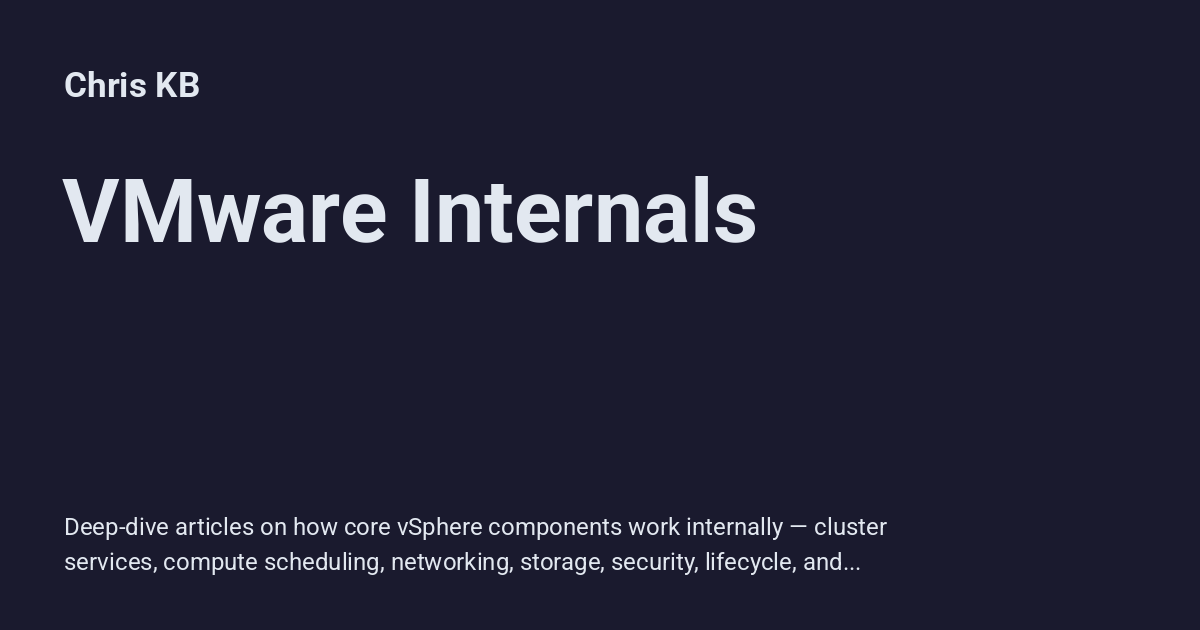 Chris KB
VMware Internals
Deep-dive articles on how core vSphere components work internally — cluster
services, compute scheduling, networking, storage, security, lifecycle, and...